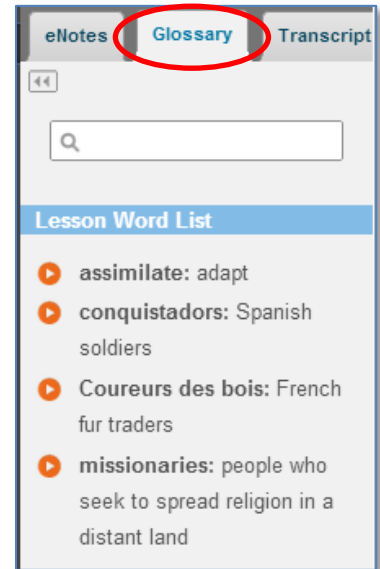 eNotes Glossary Transcript
Lesson Word List
assimilate: adapt
conquistadors: Spanish
soldiers
Coureurs des bois: French
fur traders
missionaries: people who
seek to spread religion in a
distant land